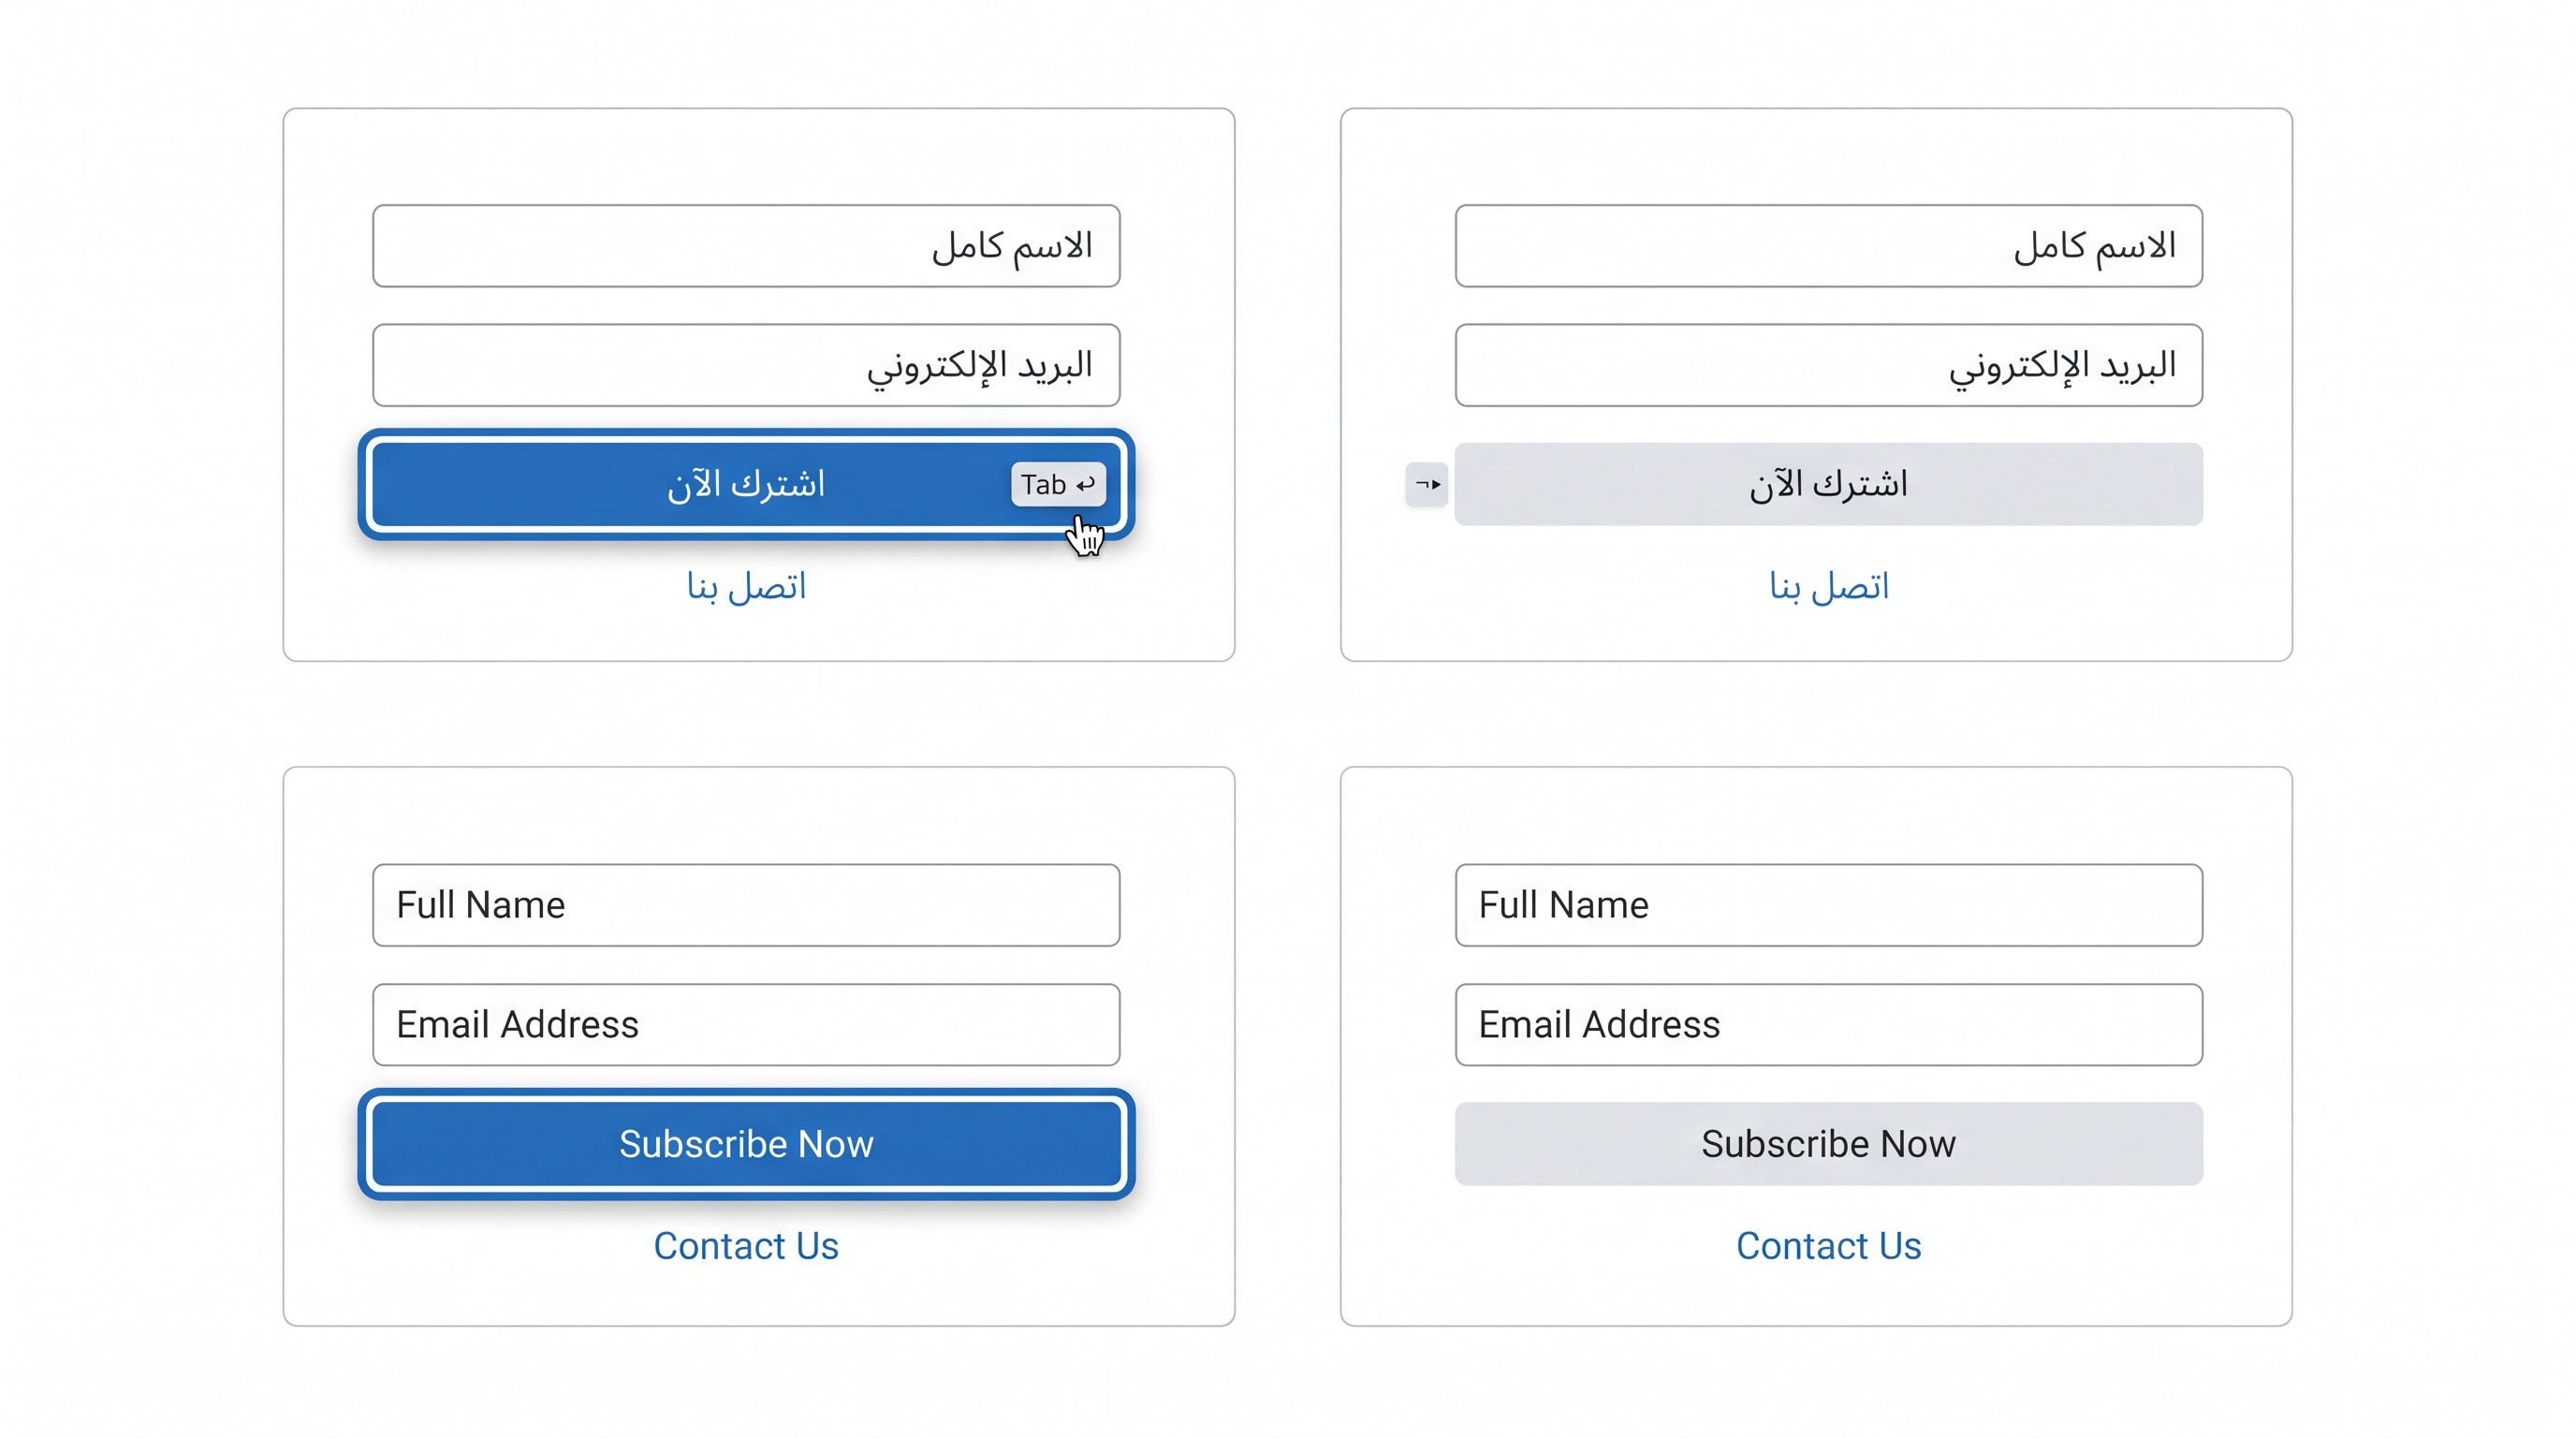 الاسم كامل
البريد الإلكتروني
اشترك الآن
Tab ↩
اتصل بنا
الاسم كامل
البريد الإلكتروني
اشترك الآن
اتصل بنا
Full Name
Email Address
Subscribe Now
Contact Us
Full Name
Email Address
Subscribe Now
Contact Us